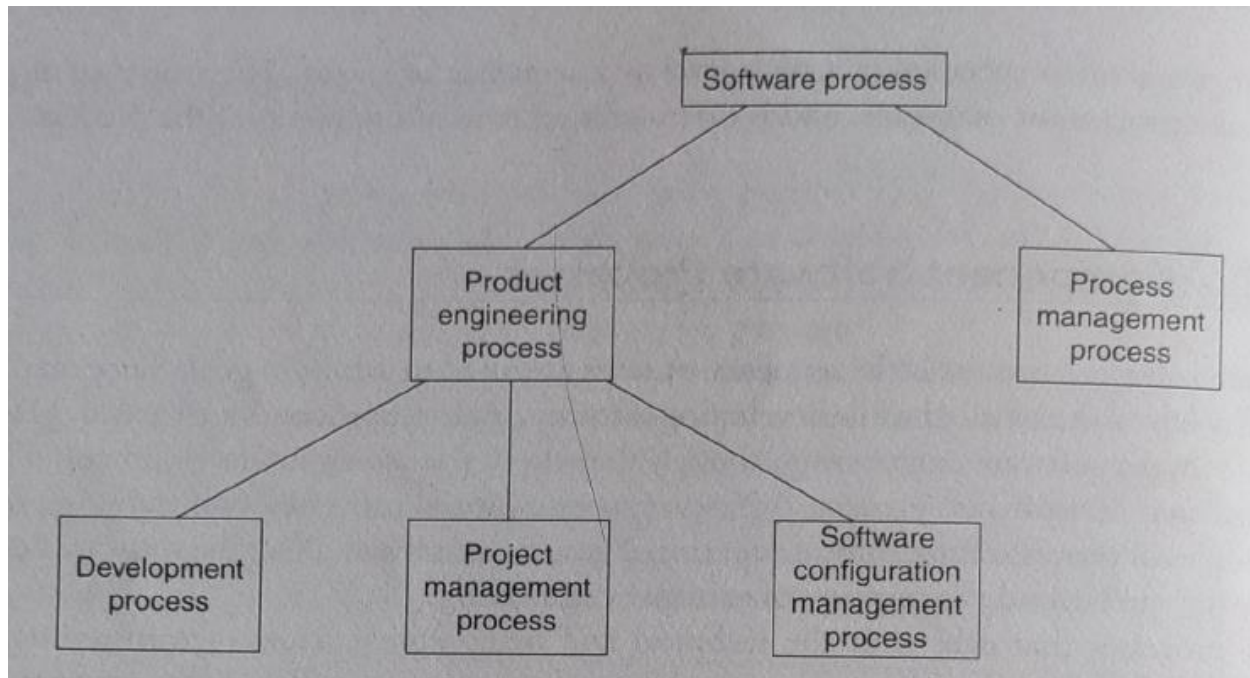 Software process
Product
engineering
process
Process
management
process
Development
process
Project
management
process
Software
configuration
management
process